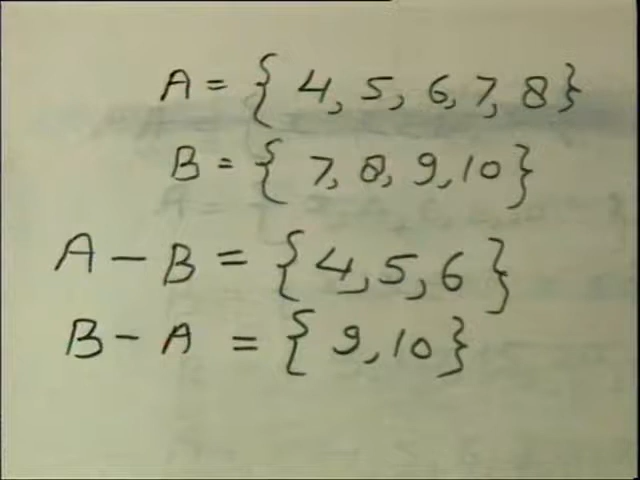 A = { 4, 5, 6, 7, 8 }
B = { 7, 8, 9, 10 }
A - B = { 4, 5, 6 }
B - A = { 9, 10 }